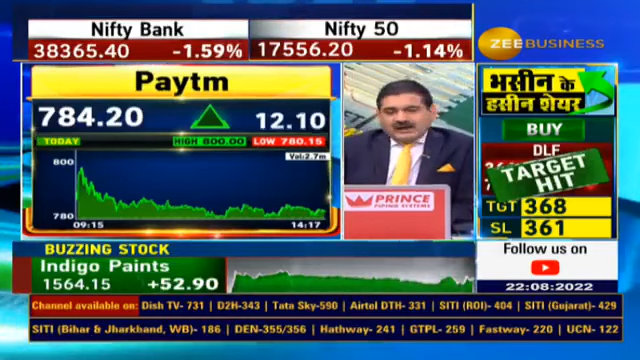 Nifty Bank
38365.40 -1.59%
Nifty 50
17556.20 -1.14%
ZEE BUSINESS
Paytm
784.20 12.10
TODAY HIGH 800.00 LOW 780.15
Vol:2.7m
800
780
09:15 14:17
PRINCE
PIPING SYSTEMS
भसीन के
हसीन शेयर
BUY
DLF
TARGET
HIT
TGT 368
SL 361
BUZZING STOCK
Indigo Paints
1564.15 +52.90
Follow us on
22:08:2022
Channel available on: Dish TV- 731 | D2H-343 | Tata Sky-590 | Airtel DTH- 331 | SITI (ROI)- 404 | SITI (Gujarat)- 429
SITI (Bihar & Jharkhand, WB)- 186 | DEN-355/356 | Hathway- 241 | GTPL- 259 | Fastway- 220 | UCN- 122